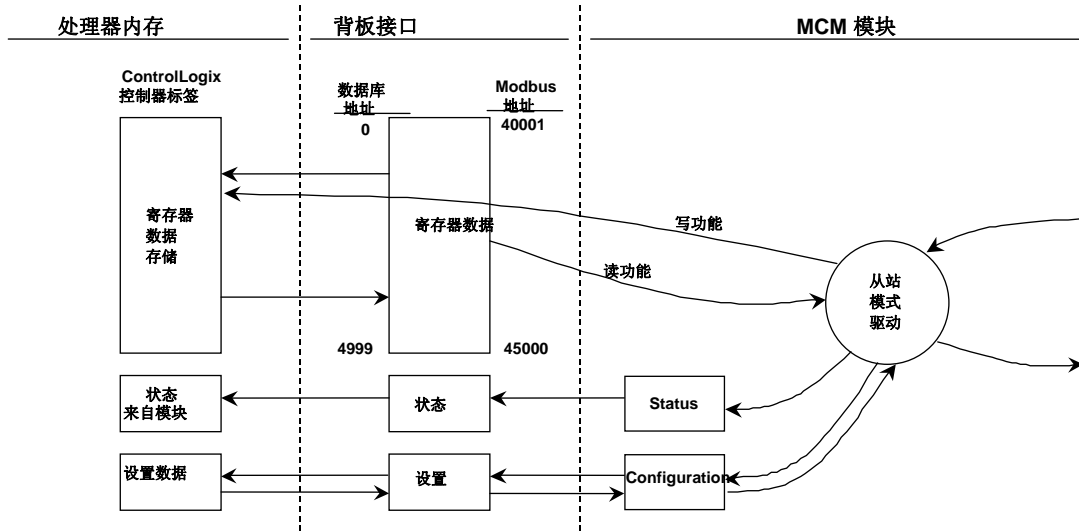 处理器内存
背板接口
MCM 模块
ControlLogix
控制器标签
数据库
地址
0
Modbus
地址
40001
寄存器
数据
存储
寄存器数据
写功能
读功能
从站
模式
驱动
4999
45000
状态
来自模块
状态
Status
设置数据
设置
Configuration